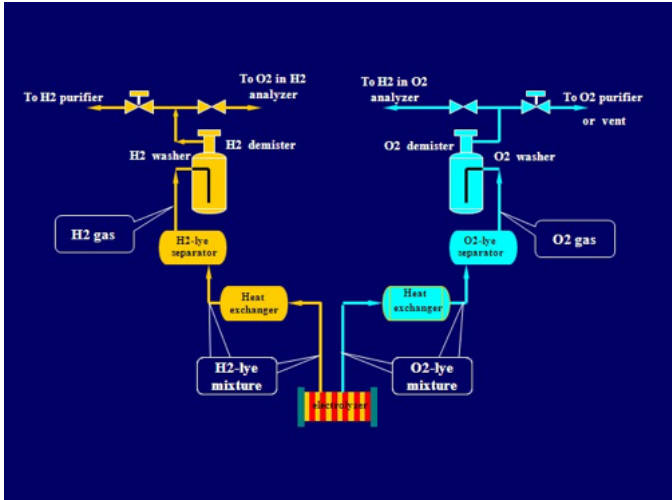 To O2 in H2
analyzer
To H2 purifier
To H2 in O2
analyzer
To O2 purifier
or vent
H2 demister
H2 washer
O2 demister
O2 washer
H2 gas
H2-lye
separator
O2-lye
separator
O2 gas
Heat
exchanger
Heat
exchanger
H2-lye
mixture
O2-lye
mixture
electrolyzer